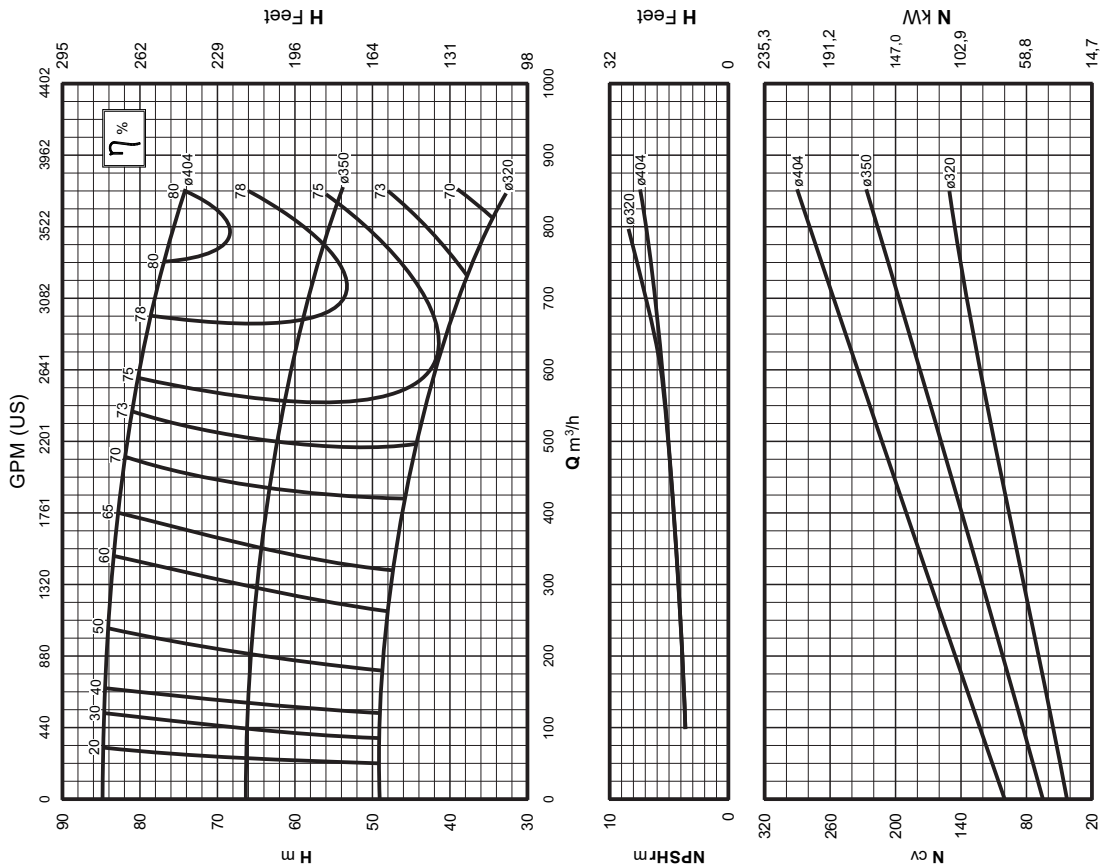 GPM (US)
0 440 880 1320 1761 2201 2641 3082 3522 3962 4402
H m
90 80 70 60 50 40 30
H Feet
295 262 229 196 164 131 98
η %
20 30 40 50 60 65 70 73 75 78 80 80 ø404
78
ø350
75
73
70
ø320
0 100 200 300 400 500 600 700 800 900 1000
Q m³/h
NPSHr m
10 0
H Feet
32 0
ø320
ø404
N cv
320 260 200 140 80 20
N kW
235,3 191,2 147,0 102,9 58,8 14,7
ø404
ø350
ø320